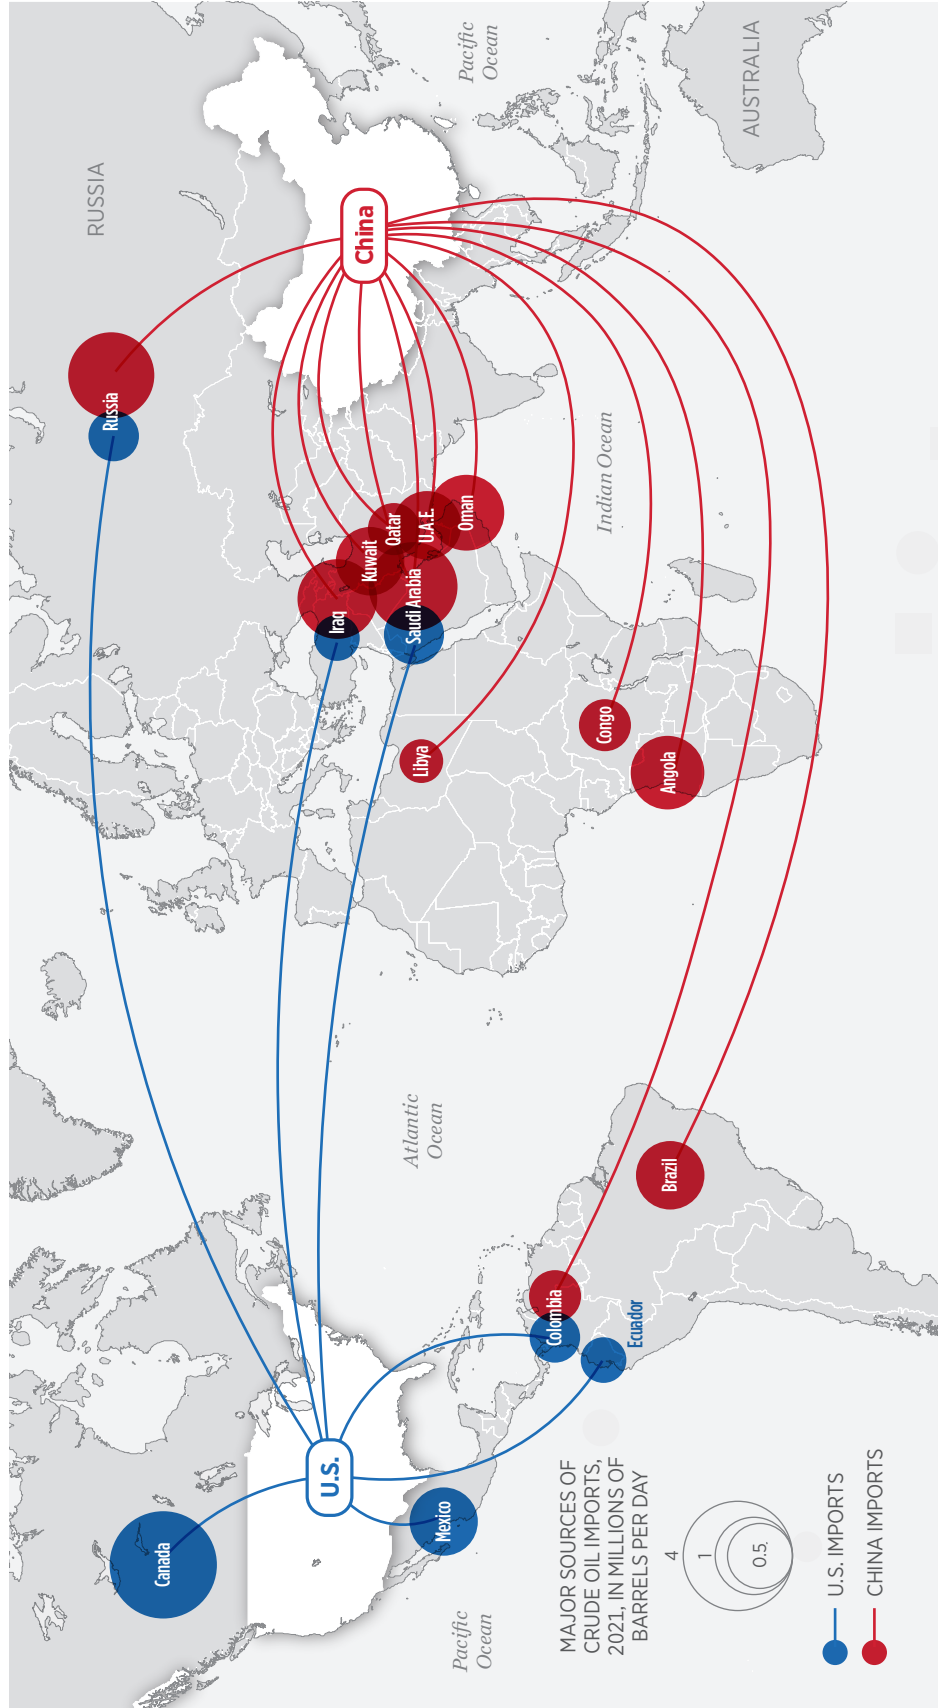 RUSSIA
Pacific
Ocean
AUSTRALIA
China
Russia
Iraq
Kuwait
Qatar
U.A.E.
Oman
Saudi Arabia
Indian Ocean
Libya
Congo
Angola
Atlantic
Ocean
Brazil
Colombia
Ecuador
U.S.
Canada
Mexico
Pacific
Ocean
MAJOR SOURCES OF
CRUDE OIL IMPORTS,
2021, IN MILLIONS OF
BARRELS PER DAY
4
1
0.5
U.S. IMPORTS
CHINA IMPORTS